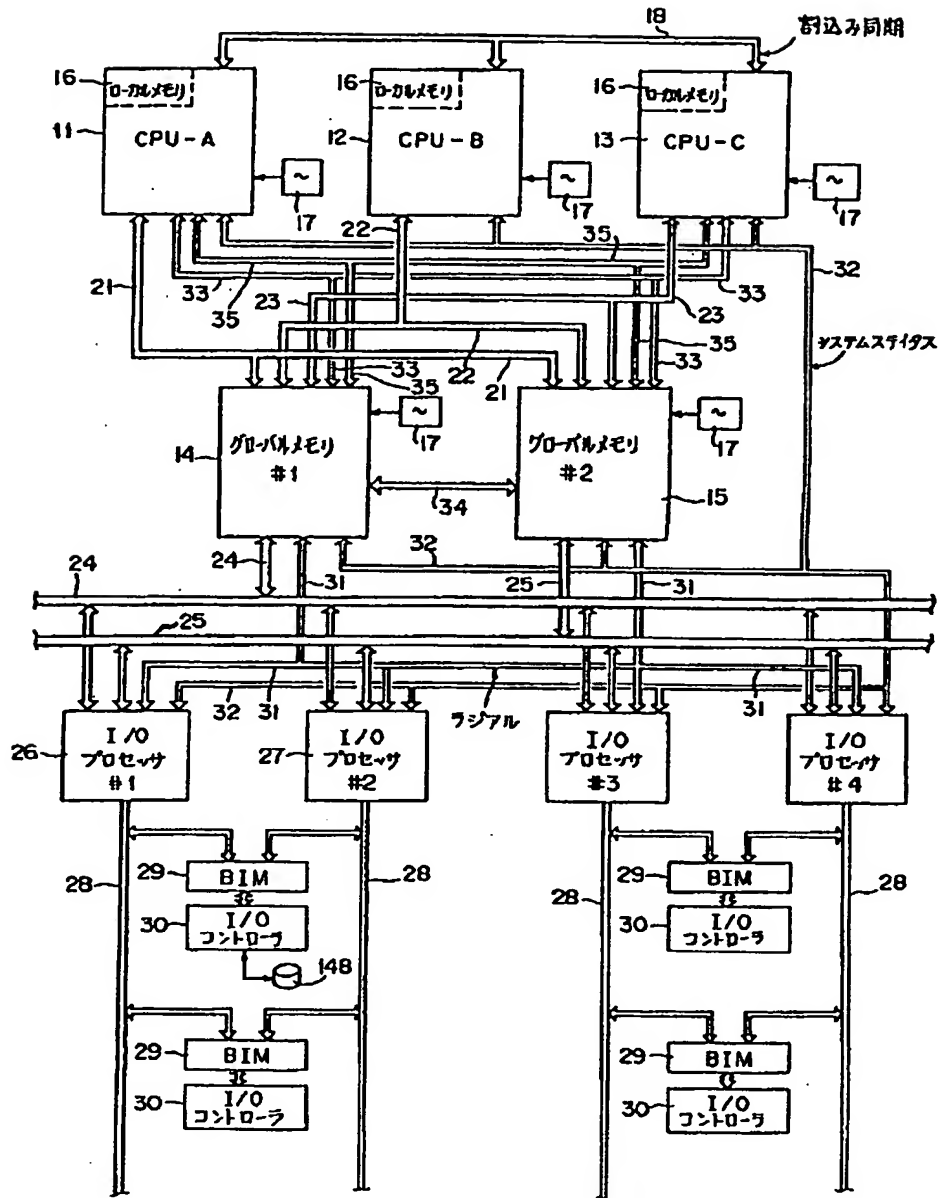 18
割込み同期
16 ローカルメモリ
16 ローカルメモリ
16 ローカルメモリ
11
CPU-A
12
CPU-B
13
CPU-C
~
17
~
17
~
17
22
35
32
21
33
35
23
33
23
システムステイタス
22
35
33
21
33
35
~
17
~
17
14
グローバルメモリ
#1
グローバルメモリ
#2
15
34
32
24
31
25
31
24
25
32
31
ラジアル
31
26
I/O
プロセッサ
#1
27
I/O
プロセッサ
#2
I/O
プロセッサ
#3
I/O
プロセッサ
#4
28
29
BIM
28
28
29
BIM
28
30
I/O
コントローラ
30
I/O
コントローラ
148
29
BIM
29
BIM
30
I/O
コントローラ
30
I/O
コントローラ